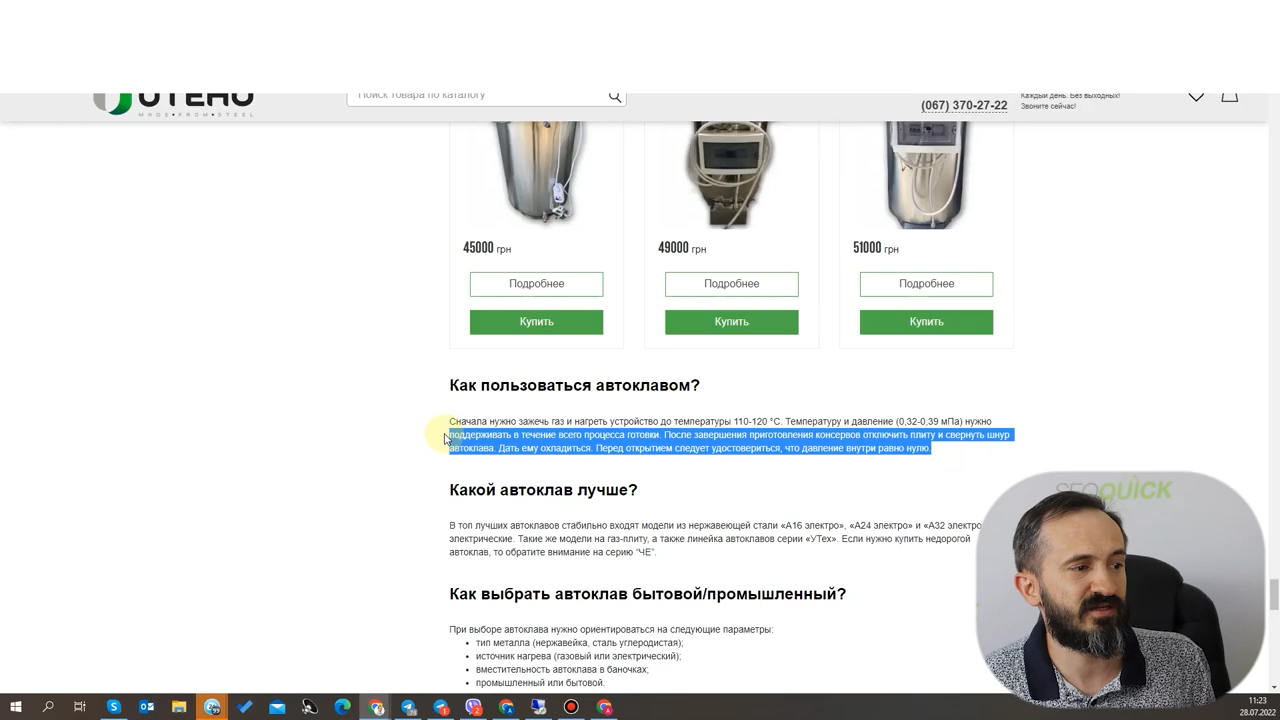 УТЕНО
MADE•FROM•STEEL
Поиск товара по каталогу
(067) 370-27-22
Каждый день. Без выходных!
Звоните сейчас!
45000 грн
49000 грн
51000 грн
Подробнее
Подробнее
Подробнее
Купить
Купить
Купить
Как пользоваться автоклавом?
Сначала нужно зажечь газ и нагреть устройство до температуры 110-120 °C. Температуру и давление (0,32-0,39 мПа) нужно
поддерживать в течение всего процесса готовки. После завершения приготовления консервов отключить плиту и свернуть шнур
автоклава. Дать ему охладиться. Перед открытием следует удостовериться, что давление внутри равно нулю.
Какой автоклав лучше?
В топ лучших автоклавов стабильно входят модели из нержавеющей стали «А16 электро», «А24 электро» и «А32 электро
электрические. Такие же модели на газ-плиту, а также линейка автоклавов серии «УТех». Если нужно купить недорогой
автоклав, то обратите внимание на серию "ЧЕ".
Как выбрать автоклав бытовой/промышленный?
При выборе автоклава нужно ориентироваться на следующие параметры:
• тип металла (нержавейка, сталь углеродистая);
• источник нагрева (газовый или электрический);
• вместительность автоклава в баночках;
• промышленный или бытовой.
SEOQUICK
11:23
28.07.2022